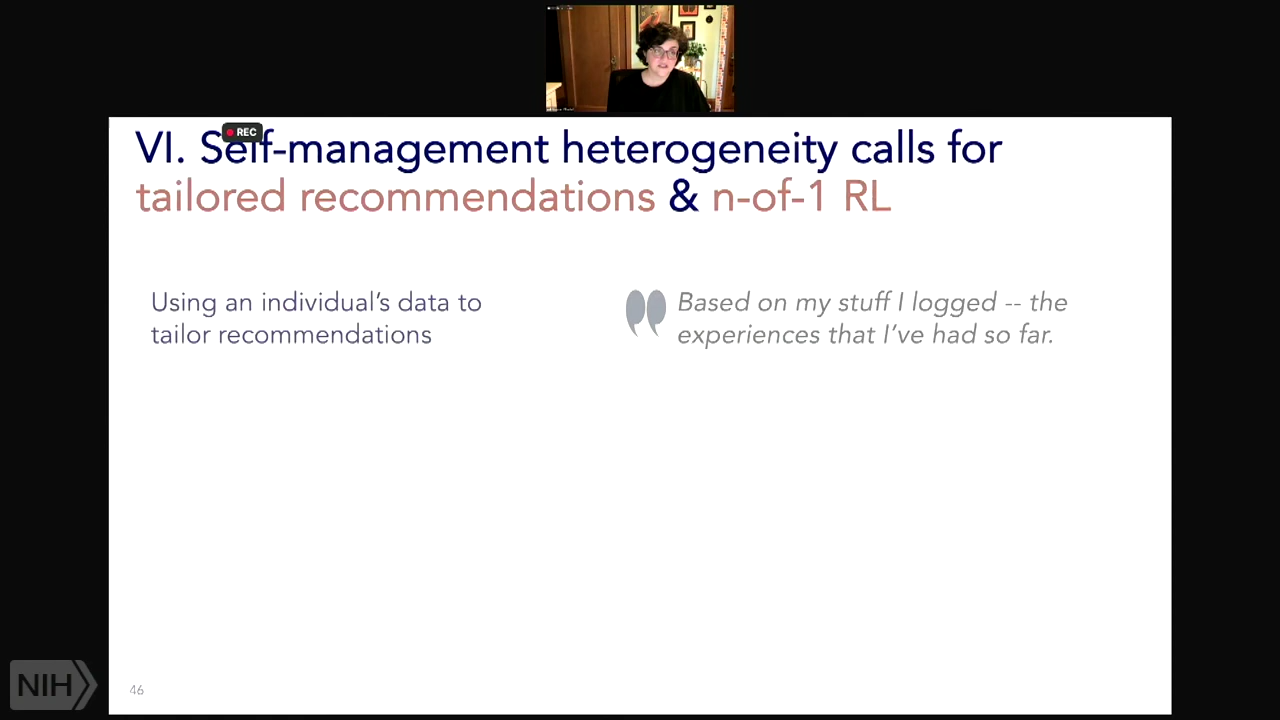 REC
VI. Self-management heterogeneity calls for
tailored recommendations & n-of-1 RL
Using an individual's data to
tailor recommendations
Based on my stuff I logged -- the
experiences that I've had so far.
NIH
46